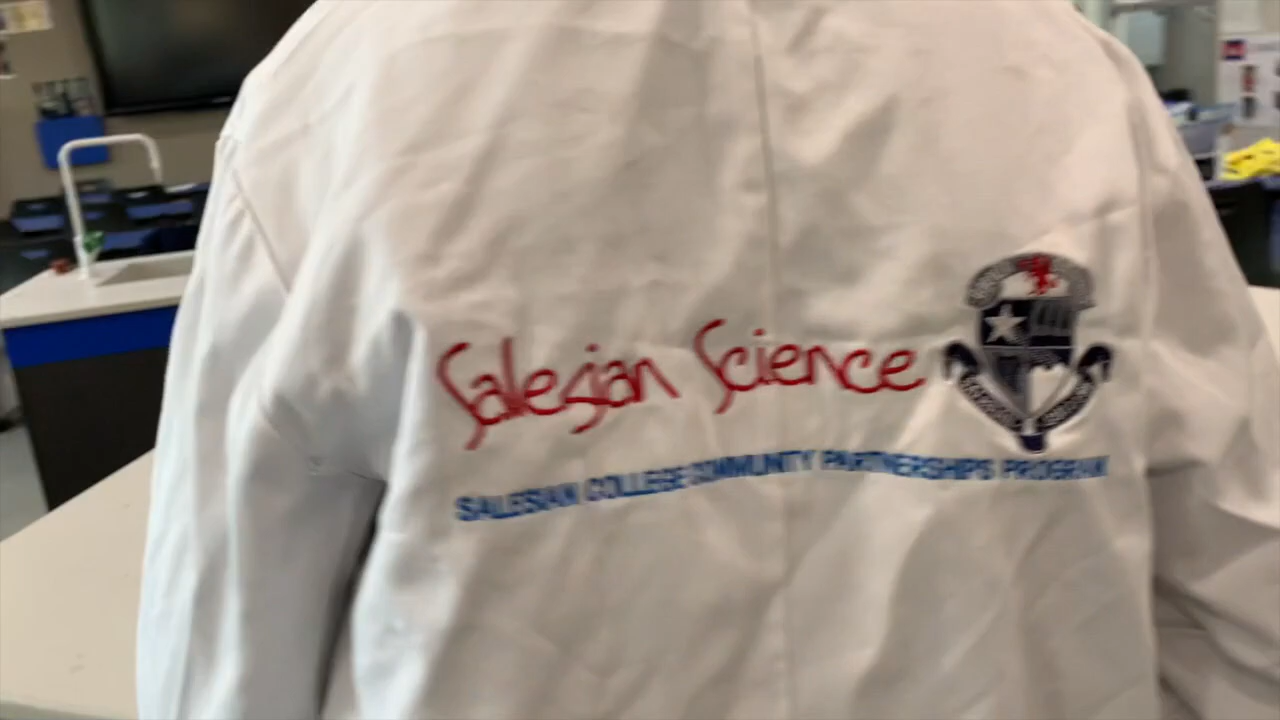 Salesian Science
SALESIAN COLLEGE COMMUNITY PARTNERSHIPS PROGRAM